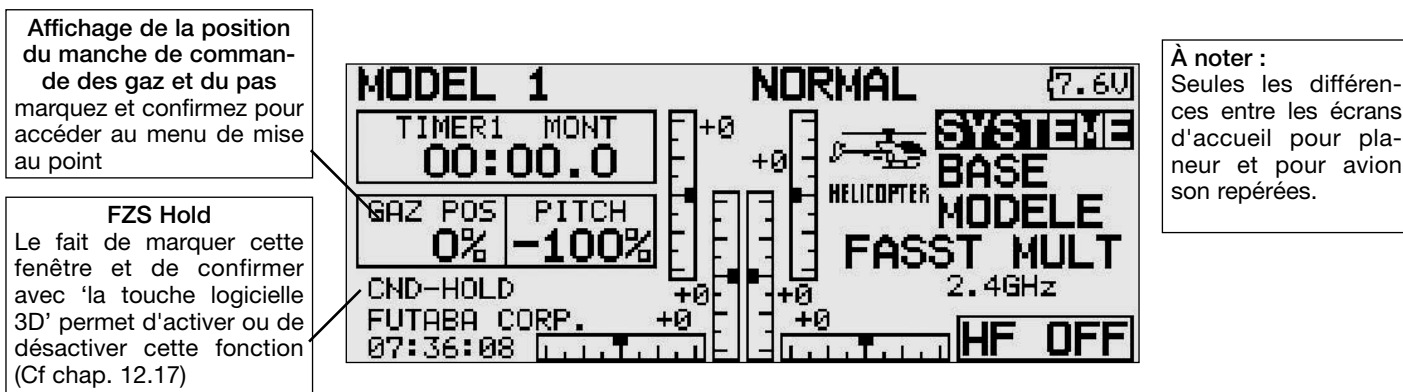 Affichage de la position
du manche de comman-
de des gaz et du pas
marquez et confirmez pour
accéder au menu de mise
au point
FZS Hold
Le fait de marquer cette
fenêtre et de confirmer
avec ‘la touche logicielle
3D’ permet d'activer ou de
désactiver cette fonction
(Cf chap. 12.17)
MODEL 1 NORMAL 7.6V
TIMER1 MONT
00:00.0
+0
+0
GAZ POS PITCH
0% -100%
HELICOPTER
SYSTEME
BASE
MODELE
FASST MULT
2.4GHz
CND-HOLD
+0 +0
FUTABA CORP. +0 +0
07:36:08
HF OFF
À noter :
Seules les différen-
ces entre les écrans
d'accueil pour pla-
neur et pour avion
son repérées.